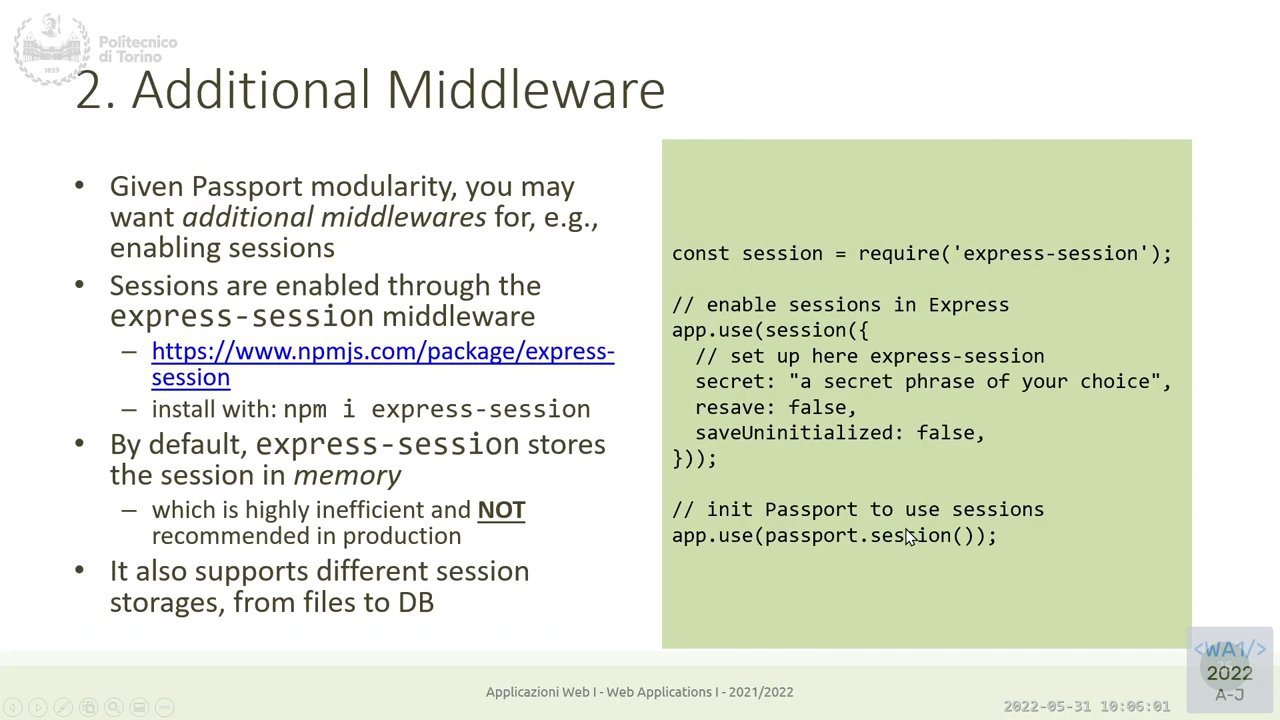 Politecnico
di Torino
1859
2. Additional Middleware
• Given Passport modularity, you may
want additional middlewares for, e.g.,
enabling sessions
• Sessions are enabled through the
express-session middleware
– https://www.npmjs.com/package/express-
session
– install with: npm i express-session
• By default, express-session stores
the session in memory
– which is highly inefficient and NOT
recommended in production
• It also supports different session
storages, from files to DB
const session = require('express-session');
// enable sessions in Express
app.use(session({
// set up here express-session
secret: "a secret phrase of your choice",
resave: false,
saveUninitialized: false,
}));
// init Passport to use sessions
app.use(passport.session());
Applicazioni Web I - Web Applications I - 2021/2022
2022-05-31 10:06:01
<WA1/>
2022
A-J